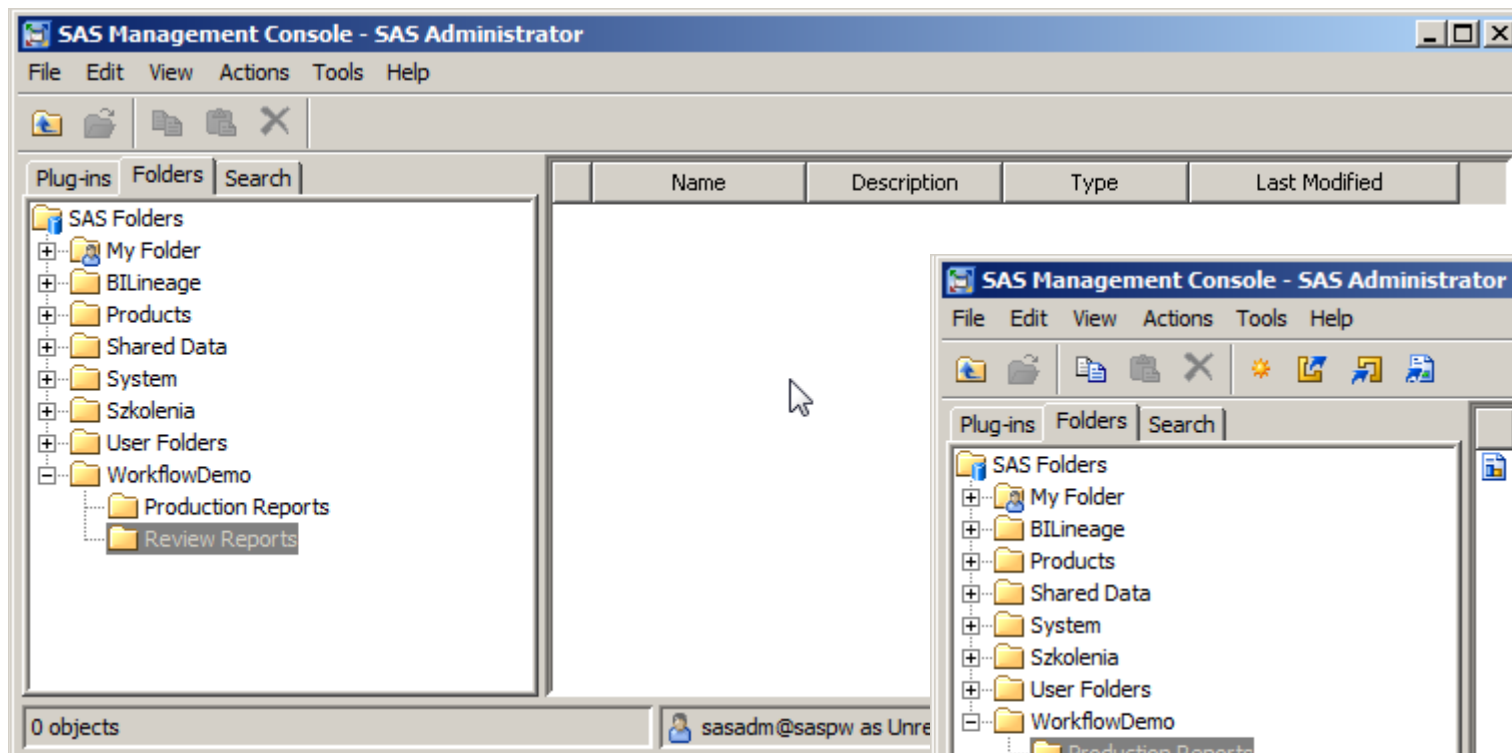 SAS Management Console - SAS Administrator
File Edit View Actions Tools Help
Plug-ins Folders Search
Name Description Type Last Modified
SAS Folders
My Folder
BILineage
Products
Shared Data
System
Szkolenia
User Folders
WorkflowDemo
Production Reports
Review Reports
0 objects
sasadm@saspw as Unre
SAS Management Console - SAS Administrator
File Edit View Actions Tools Help
Plug-ins Folders Search
SAS Folders
My Folder
BILineage
Products
Shared Data
System
Szkolenia
User Folders
WorkflowDemo
Production Reports